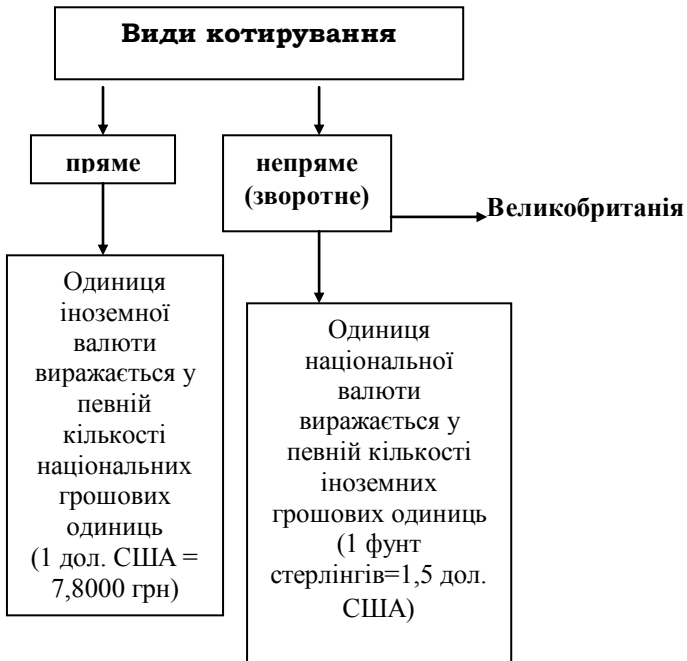 Види котирування
пряме
непряме
(зворотне)
Великобританія
Одиниця
іноземної
валюти
виражається у
певній
кількості
національних
грошових
одиниць
(1 дол. США =
7,8000 грн)
Одиниця
національної
валюти
виражається у
певній кількості
іноземних
грошових одиниць
(1 фунт
стерлінгів=1,5 дол.
США)